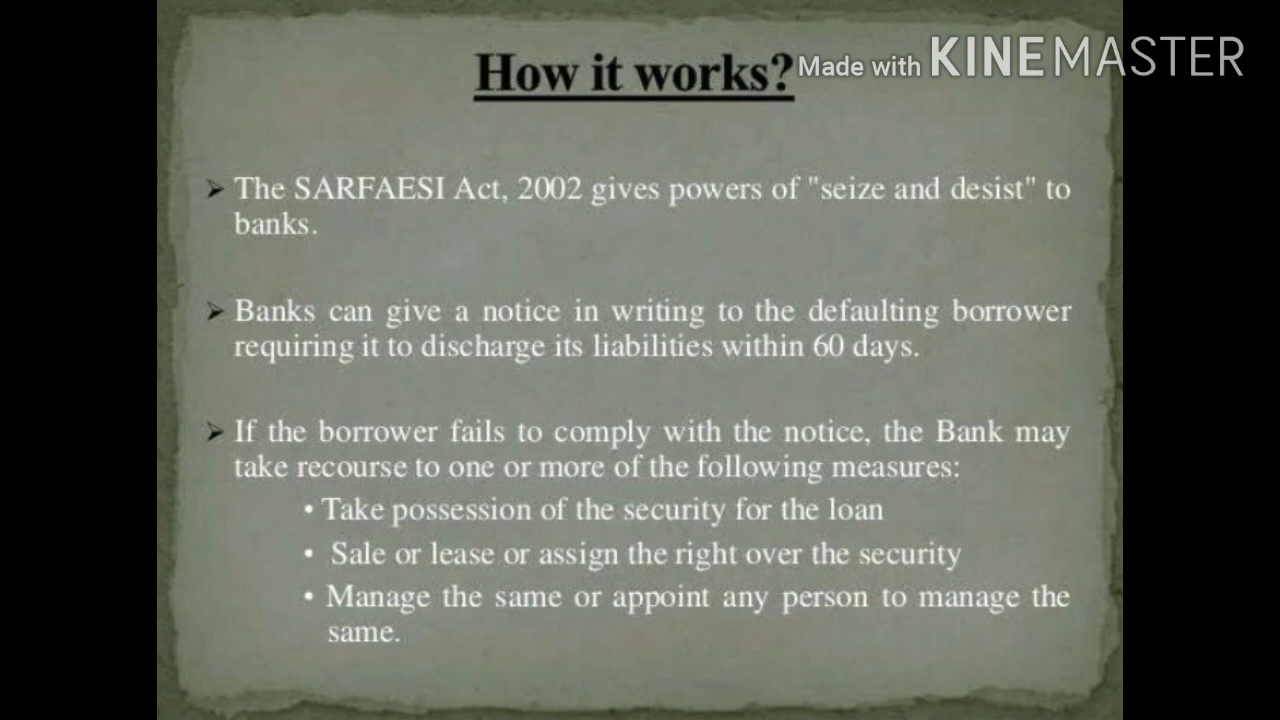 How it works?
Made with KINEMASTER
➢ The SARFAESI Act, 2002 gives powers of "seize and desist" to
banks.
➢ Banks can give a notice in writing to the defaulting borrower
requiring it to discharge its liabilities within 60 days.
➢ If the borrower fails to comply with the notice, the Bank may
take recourse to one or more of the following measures:
• Take possession of the security for the loan
• Sale or lease or assign the right over the security
• Manage the same or appoint any person to manage the
same.